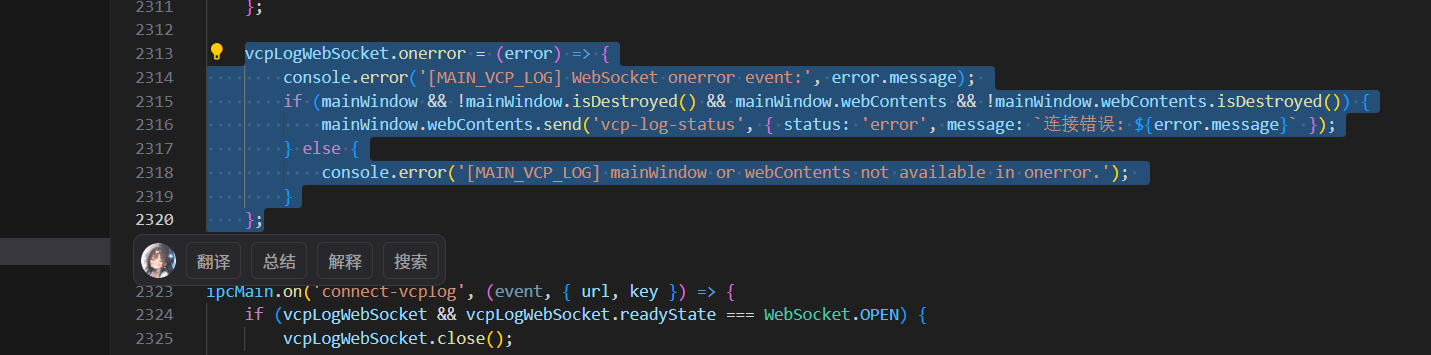 2311 };
2312
2313 vcpLogWebSocket.onerror = (error) => {
2314 console.error('[MAIN_VCP_LOG] WebSocket onerror event:', error.message);
2315 if (mainWindow && !mainWindow.isDestroyed() && mainWindow.webContents && !mainWindow.webContents.isDestroyed()) {
2316 mainWindow.webContents.send('vcp-log-status', { status: 'error', message: `连接错误: ${error.message}` });
2317 } else {
2318 console.error('[MAIN_VCP_LOG] mainWindow or webContents not available in onerror.');
2319 }
2320 };
翻译 总结 解释 搜索
2323 ipcMain.on('connect-vcplog', (event, { url, key }) => {
2324 if (vcpLogWebSocket && vcpLogWebSocket.readyState === WebSocket.OPEN) {
2325 vcpLogWebSocket.close();